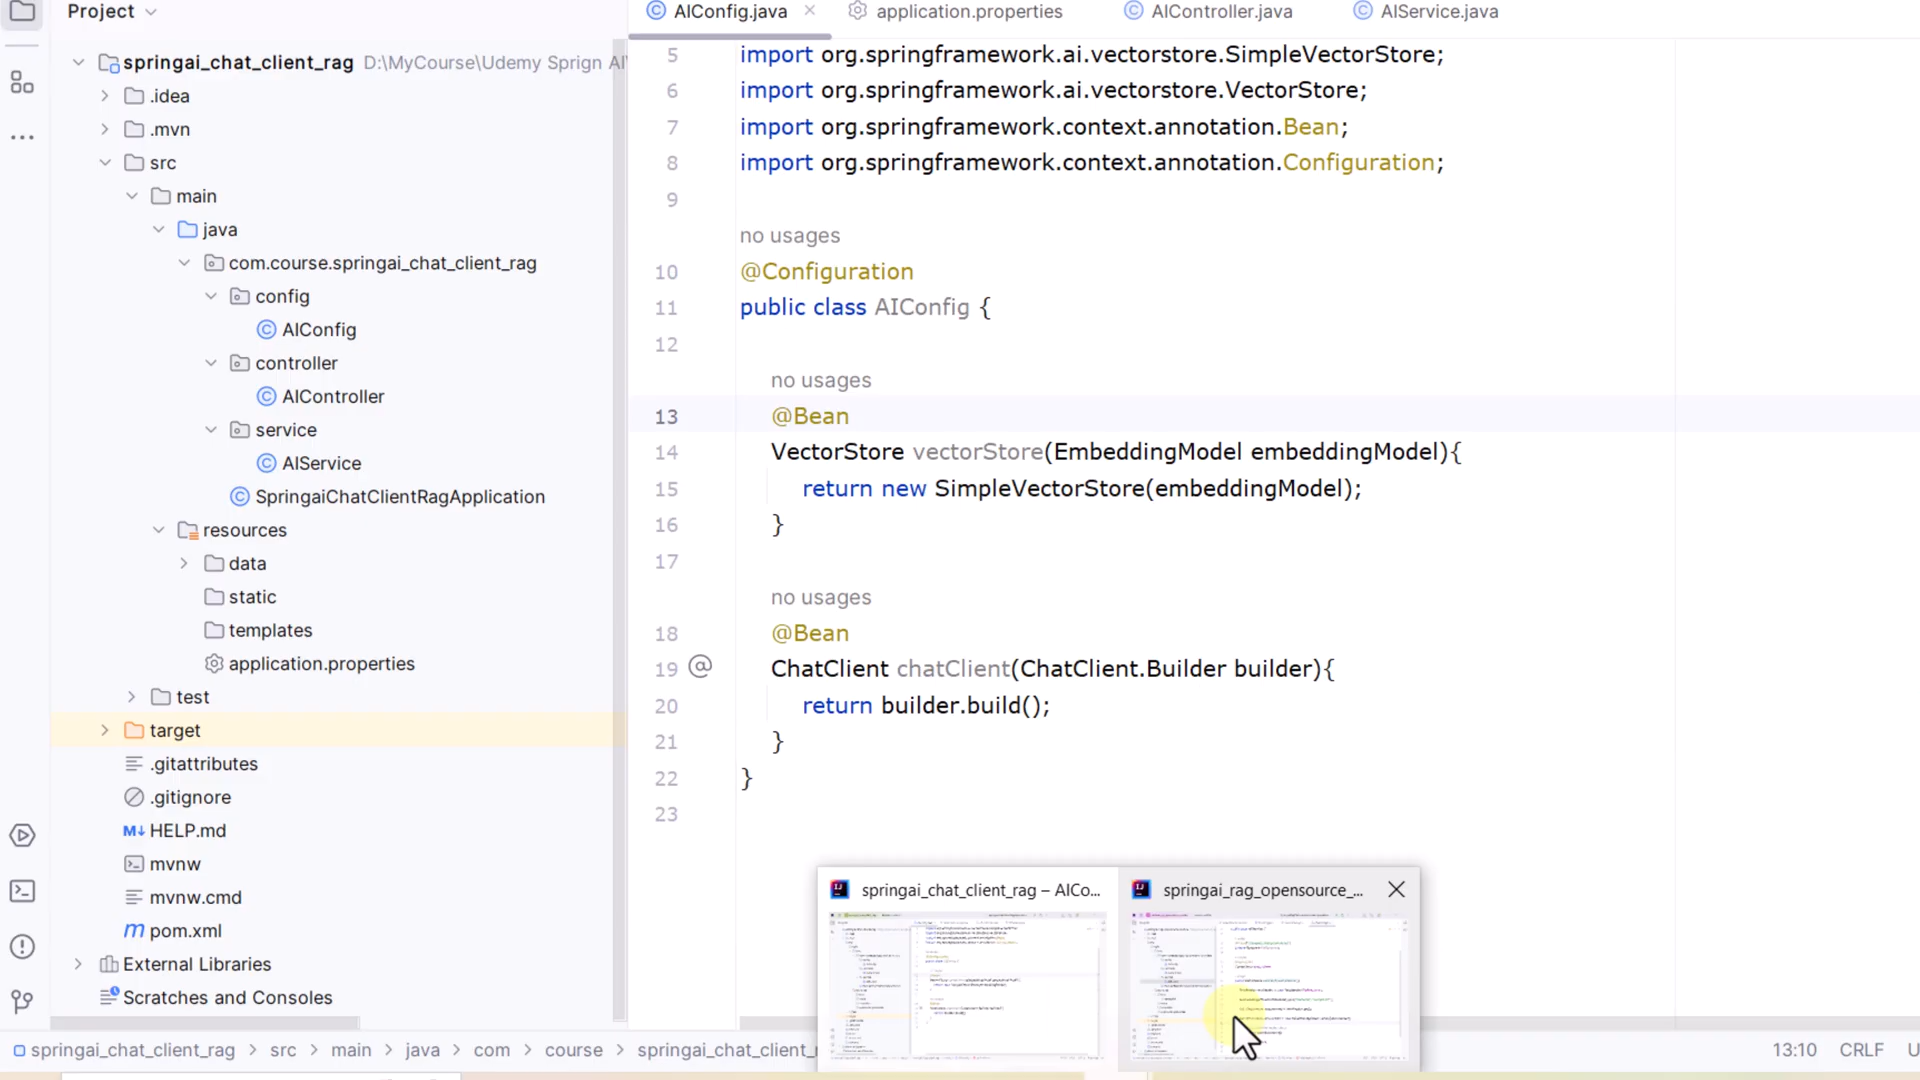 Project
AIConfig.java
application.properties
AIController.java
AIService.java
springai_chat_client_rag D:\MyCourse\Udemy Sprign AI
.idea
.mvn
src
main
java
com.course.springai_chat_client_rag
config
AIConfig
controller
AIController
service
AIService
SpringaiChatClientRagApplication
resources
data
static
templates
application.properties
test
target
.gitattributes
.gitignore
M↓ HELP.md
mvnw
mvnw.cmd
m pom.xml
External Libraries
Scratches and Consoles
5 import org.springframework.ai.vectorstore.SimpleVectorStore;
6 import org.springframework.ai.vectorstore.VectorStore;
7 import org.springframework.context.annotation.Bean;
8 import org.springframework.context.annotation.Configuration;
9
no usages
10 @Configuration
11 public class AIConfig {
12
no usages
13 @Bean
14 VectorStore vectorStore(EmbeddingModel embeddingModel){
15 return new SimpleVectorStore(embeddingModel);
16 }
17
no usages
18 @Bean
19 ChatClient chatClient(ChatClient.Builder builder){
20 return builder.build();
21 }
22 }
23
springai_chat_client_rag – AICo...
springai_rag_opensource_...
springai_chat_client_rag > src > main > java > com > course > springai_chat_client_r
13:10 CRLF U